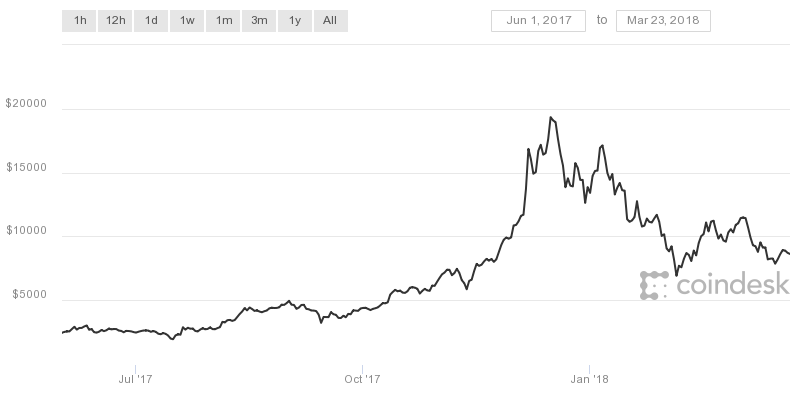 1h 12h 1d 1w 1m 3m 1y All Jun 1, 2017 to Mar 23, 2018
$20000
$15000
$10000
$5000
coindesk
Jul '17 Oct '17 Jan '18